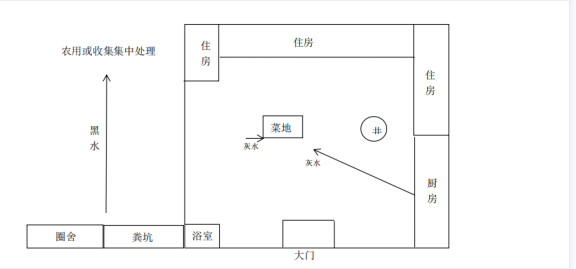 住房
住房
农用或收集集中处理
住房
菜地
井
黑水
灰水
灰水
厨房
圈舍
粪坑
浴室
大门